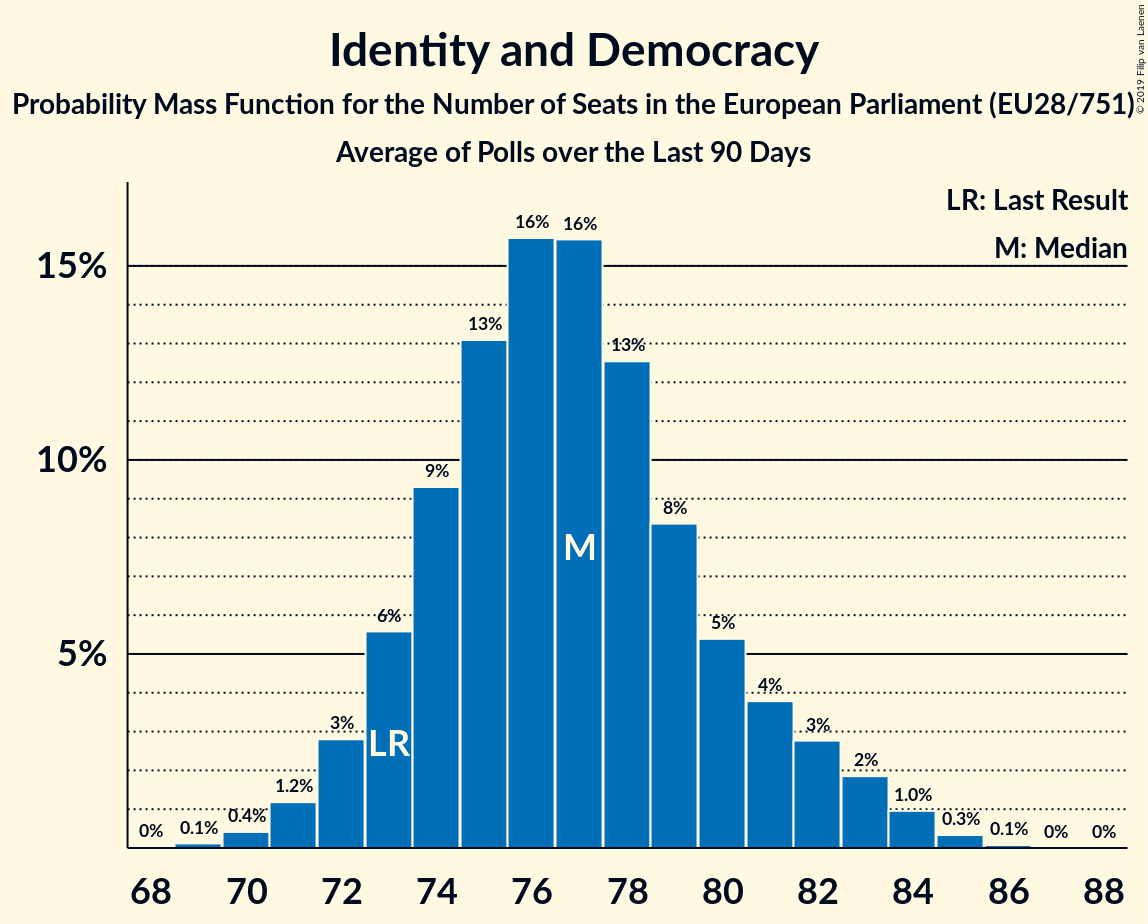 Identity and Democracy
Probability Mass Function for the Number of Seats in the European Parliament (EU28/751)
Average of Polls over the Last 90 Days
© 2019 Filip van Laenen
LR: Last Result
M: Median
15%
10%
5%
0%
0.1%
0.4%
1.2%
3%
6%
9%
13%
16%
16%
13%
8%
5%
4%
3%
2%
1.0%
0.3%
0.1%
0%
0%
LR
M
68 70 72 74 76 78 80 82 84 86 88